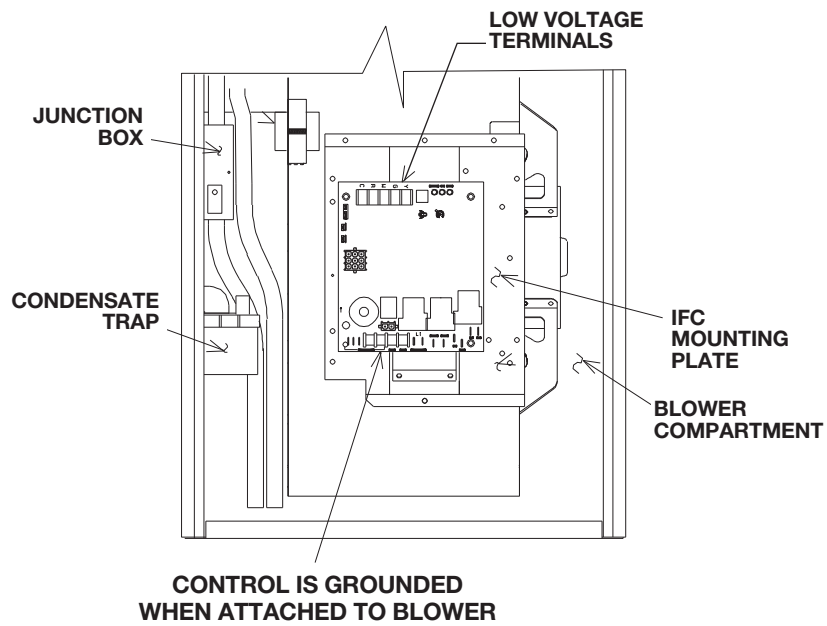 LOW VOLTAGE
TERMINALS
JUNCTION
BOX
C R W G Y
CONDENSATE
TRAP
IFC
MOUNTING
PLATE
L1
BLOWER
COMPARTMENT
CONTROL IS GROUNDED
WHEN ATTACHED TO BLOWER